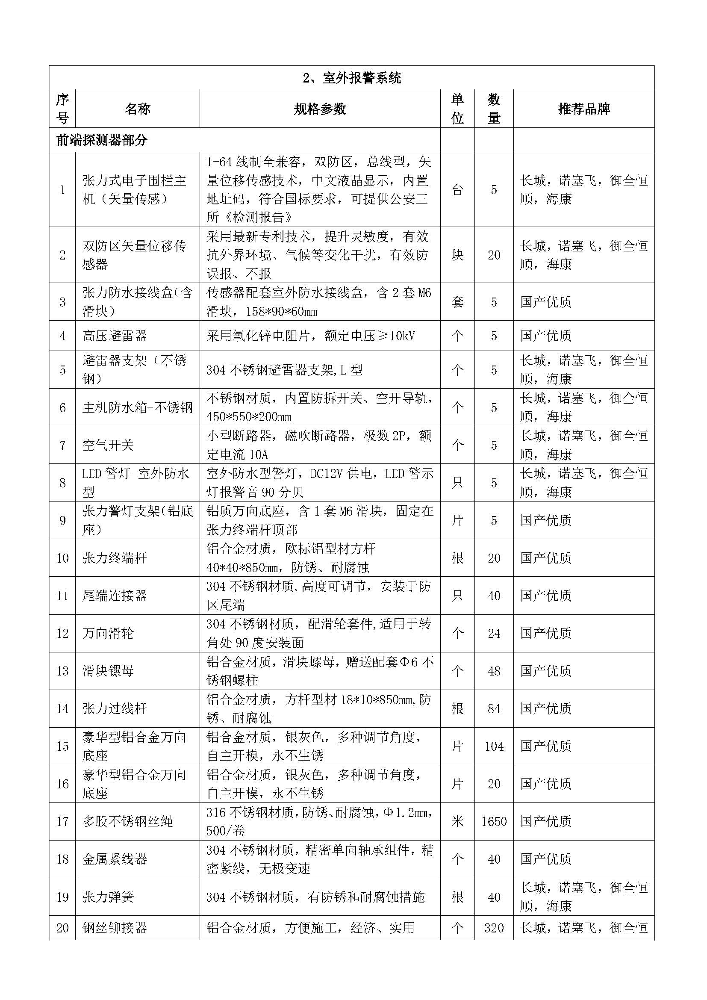 2、室外报警系统
序号 名称 规格参数 单位 数量 推荐品牌
前端探测器部分
1 张力式电子围栏主机（矢量传感） 1-64 线制全兼容，双防区，总线型，矢量位移传感技术，中文液晶显示，内置地址码，符合国标要求，可提供公安三所《检测报告》 台 5 长城，诺塞飞，御全恒顺，海康
2 双防区矢量位移传感器 采用最新专利技术，提升灵敏度，有效抗外界环境、气候等变化干扰，有效防误报、不报 块 20 长城，诺塞飞，御全恒顺，海康
3 张力防水接线盒（含滑块） 传感器配套室外防水接线盒，含 2 套 M6 滑块，158*90*60mm 套 5 国产优质
4 高压避雷器 采用氧化锌电阻片，额定电压≥10kV 个 5 国产优质
5 避雷器支架（不锈钢） 304 不锈钢避雷器支架,L 型 个 5 长城，诺塞飞，御全恒顺，海康
6 主机防水箱-不锈钢 不锈钢材质，内置防拆开关、空开导轨，450*550*200mm 个 5 长城，诺塞飞，御全恒顺，海康
7 空气开关 小型断路器，磁吹断路器，极数 2P，额定电流 10A 个 5 长城，诺塞飞，御全恒顺，海康
8 LED 警灯-室外防水型 室外防水型警灯，DC12V 供电，LED 警示灯报警音 90 分贝 只 5 长城，诺塞飞，御全恒顺，海康
9 张力警灯支架（铝底座） 铝质万向底座，含 1 套 M6 滑块，固定在张力终端杆顶部 片 5 国产优质
10 张力终端杆 铝合金材质，欧标铝型材方杆 40*40*850mm，防锈、耐腐蚀 根 20 国产优质
11 尾端连接器 304 不锈钢材质,高度可调节，安装于防区尾端 只 40 国产优质
12 万向滑轮 304 不锈钢材质，配滑轮套件,适用于转角处 90 度安装面 个 24 国产优质
13 滑块镙母 铝合金材质，滑块螺母，赠送配套Φ6 不锈钢螺柱 个 48 国产优质
14 张力过线杆 铝合金材质，方杆型材 18*10*850mm,防锈、耐腐蚀 根 84 国产优质
15 豪华型铝合金万向底座 铝合金材质，银灰色，多种调节角度，自主开模，永不生锈 片 104 国产优质
16 豪华型铝合金万向底座 铝合金材质，银灰色，多种调节角度，自主开模，永不生锈 片 20 国产优质
17 多股不锈钢丝绳 316 不锈钢材质，防锈、耐腐蚀，Φ1.2mm，500/卷 米 1650 国产优质
18 金属紧线器 304 不锈钢材质，精密单向轴承组件，精密紧线，无极变速 个 40 国产优质
19 张力弹簧 304 不锈钢材质，有防锈和耐腐蚀措施 根 40 长城，诺塞飞，御全恒顺，海康
20 钢丝铆接器 铝合金材质，方便施工，经济、实用 个 320 长城，诺塞飞，御全恒